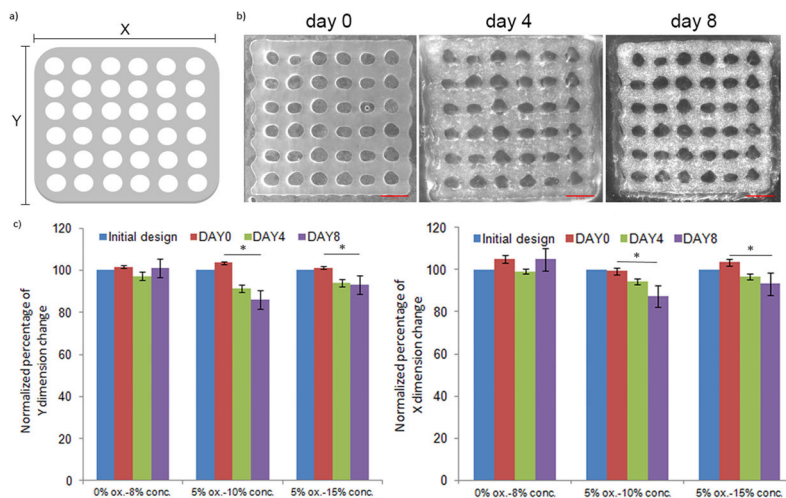 a)
X
Y
b)
day 0
day 4
day 8
c)
Normalized percentage of
Y dimension change
120
100
80
60
40
20
0
Initial design DAY0 DAY4 DAY8
*
*
0% ox.-8% conc.
5% ox.-10% conc.
5% ox.-15% conc.
Normalized percentage of
X dimension change
120
100
80
60
40
20
0
Initial design DAY0 DAY4 DAY8
*
*
0% ox.-8% conc.
5% ox.-10% conc.
5% ox.-15% conc.